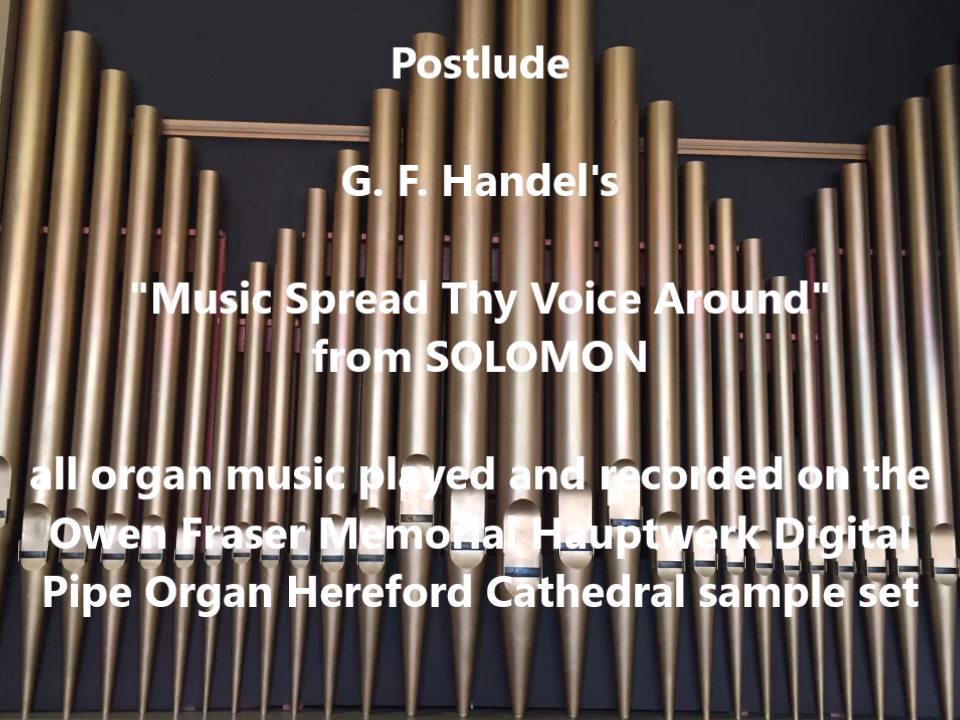 Postlude
G. F. Handel's
"Music Spread Thy Voice Around"
from SOLOMON
all organ music played and recorded on the
Owen Fraser Memorial Hauptwerk Digital
Pipe Organ Hereford Cathedral sample set